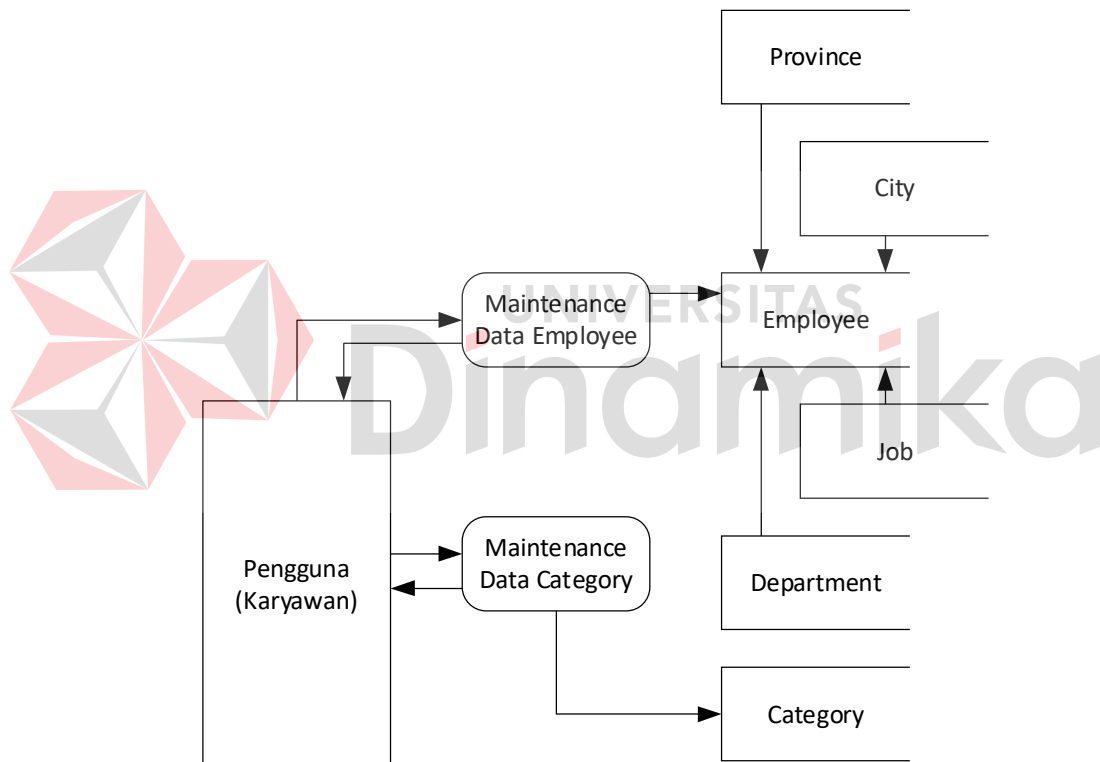 Province
City
UNIVERSITAS
Dinamika
Maintenance
Data Employee
Employee
Job
Pengguna
(Karyawan)
Maintenance
Data Category
Department
Category